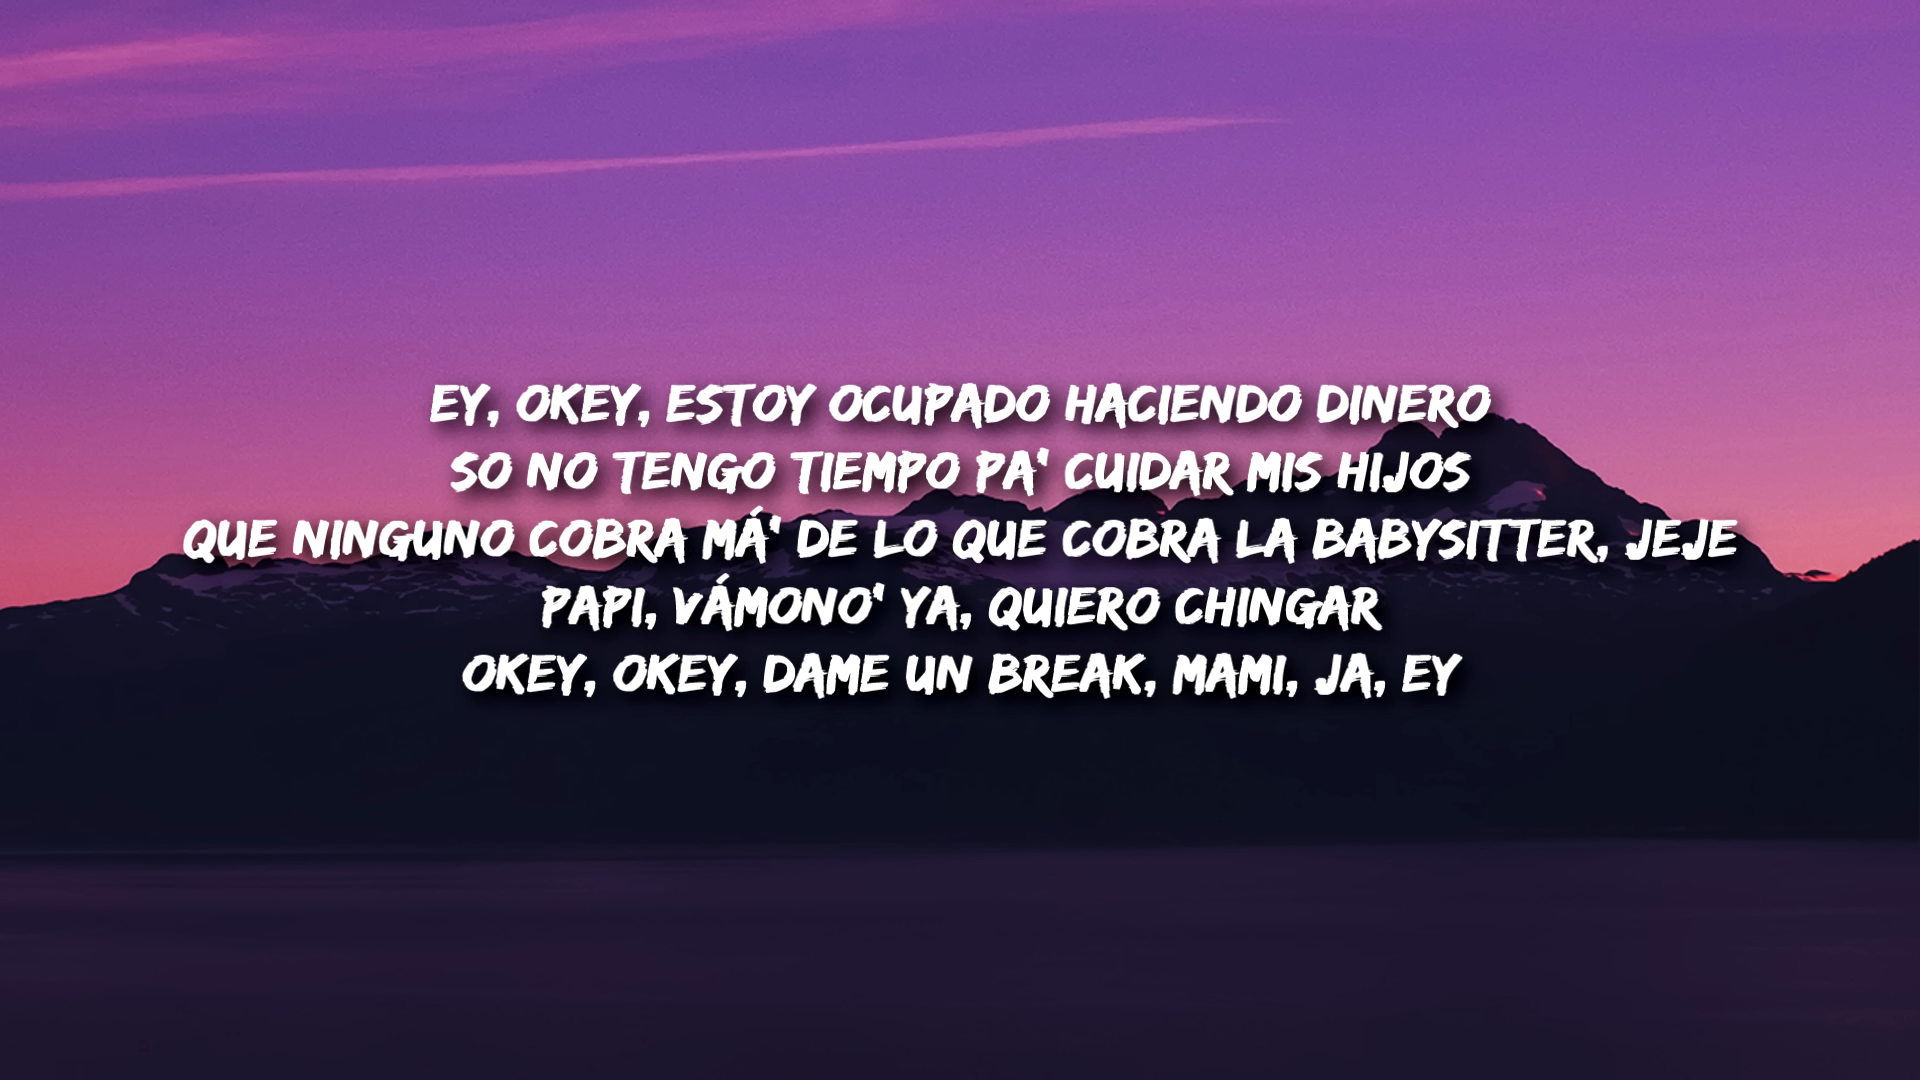 EY, OKEY, ESTOY OCUPADO HACIENDO DINERO
SO NO TENGO TIEMPO PA' CUIDAR MIS HIJOS
QUE NINGUNO COBRA MÁ' DE LO QUE COBRA LA BABYSITTER, JEJE
PAPI, VÁMONO' YA, QUIERO CHINGAR
OKEY, OKEY, DAME UN BREAK, MAMI, JA, EY